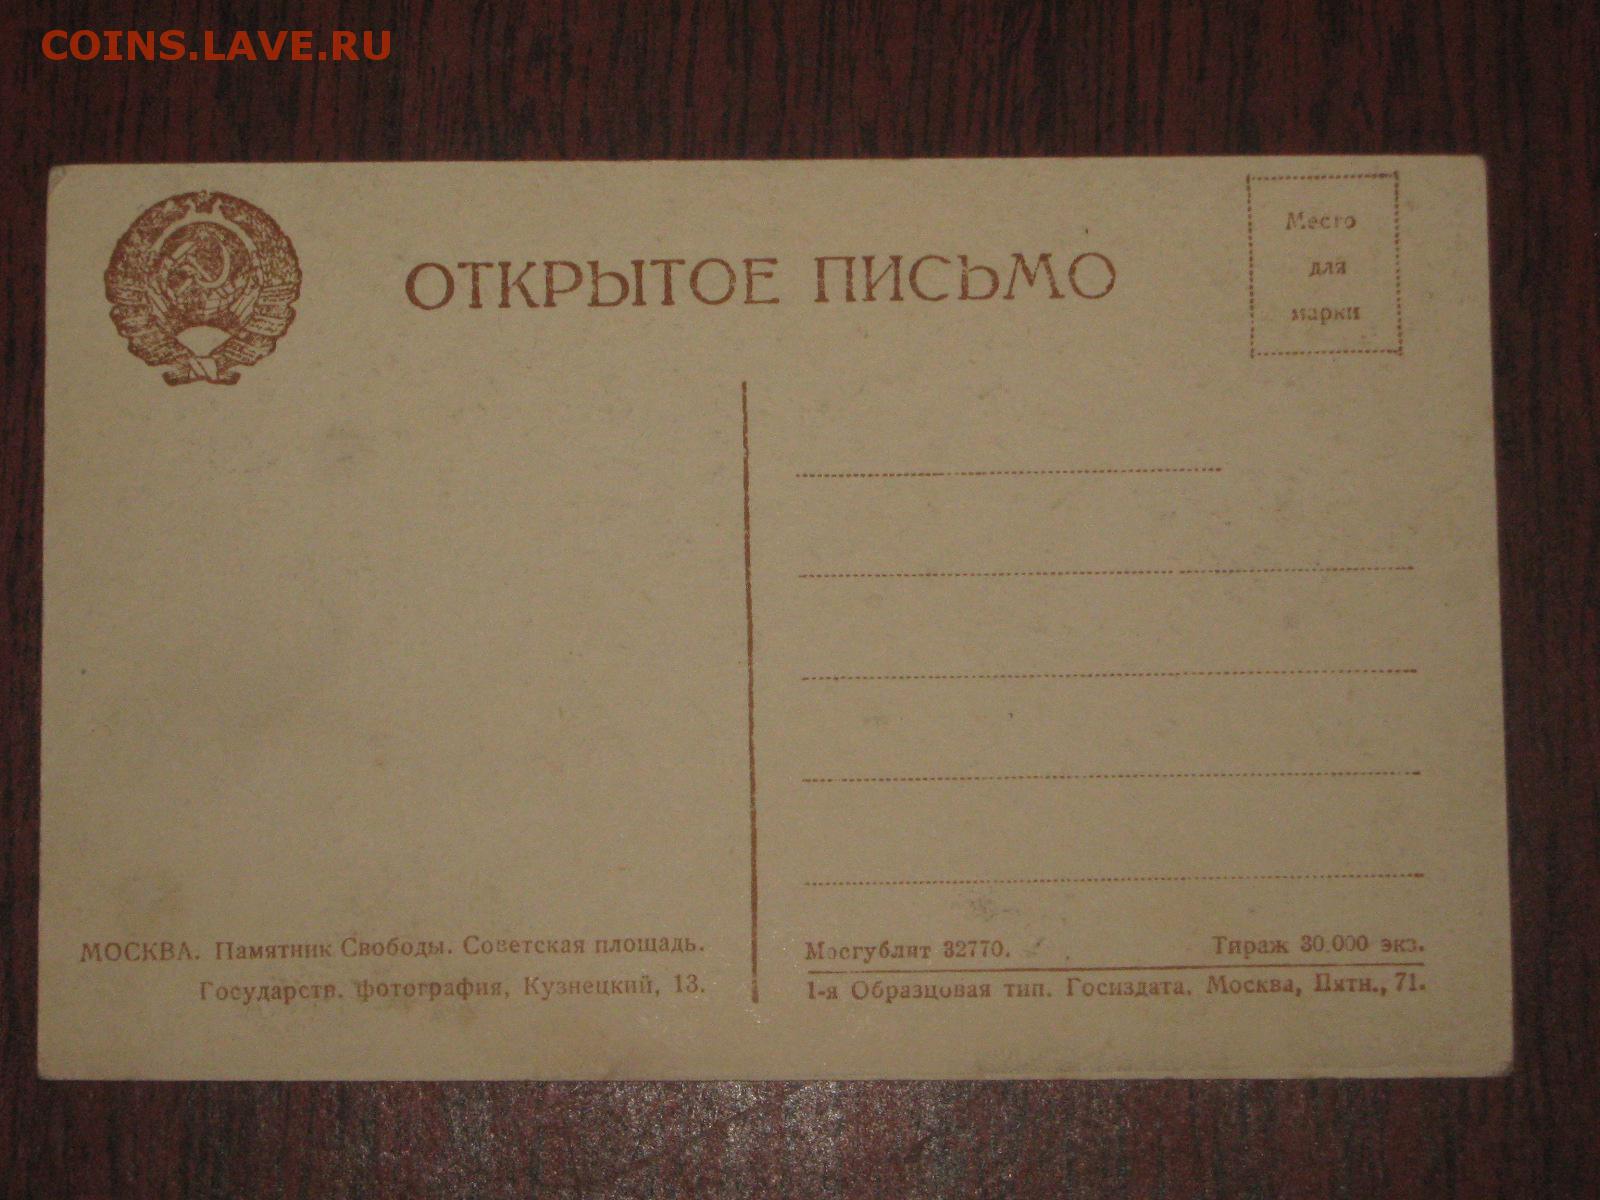 COINS.LAVE.RU
ОТКРЫТОЕ ПИСЬМО
Место
для
марки
МОСКВА. Памятник Свободы. Советская площадь.
Государств. фотография, Кузнецкий, 13.
Мосгублит 32770. Тираж 30.000 экз.
1-я Образцовая тип. Госиздата. Москва, Пятн., 71.